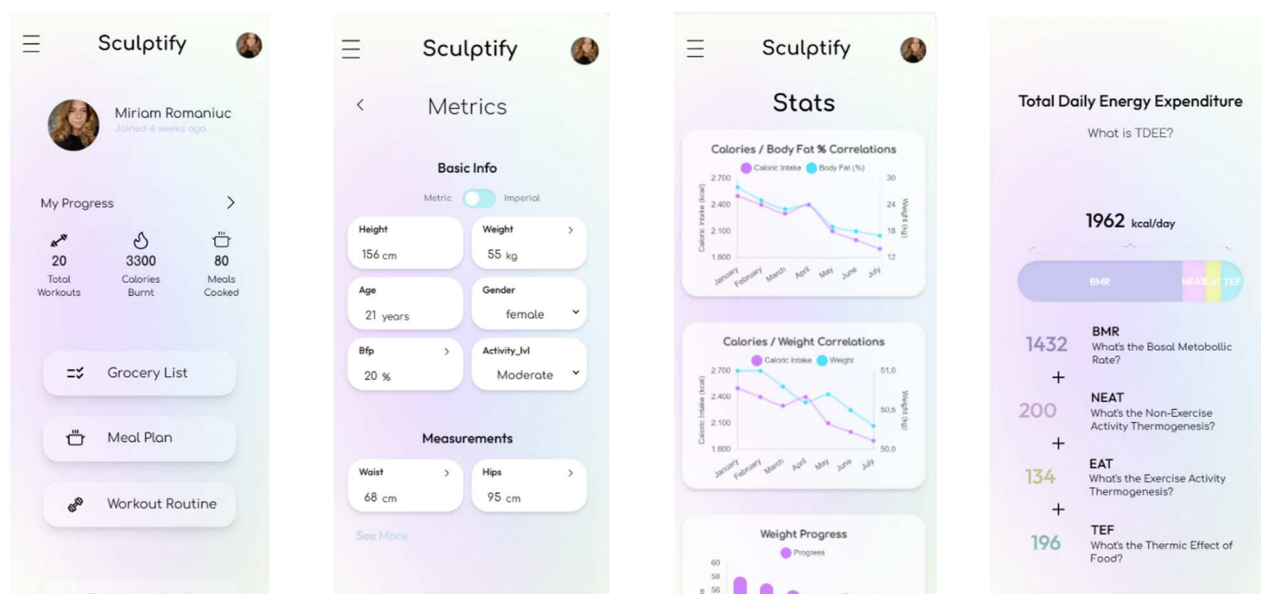 Sculptify
Miriam Romaniuc
Joined 4 weeks ago
My Progress
20
Total
Workouts
3300
Calories
Burnt
80
Meals
Cooked
Grocery List
Meal Plan
Workout Routine
Sculptify
Metrics
Basic Info
Metric Imperial
Height
156 cm
Weight
55 kg
Age
21 years
Gender
female
Bfp
20 %
Activity_lvl
Moderate
Measurements
Waist
68 cm
Hips
95 cm
See More
Sculptify
Stats
Calories / Body Fat % Correlations
Caloric Intake Body Fat (%)
Caloric Intake (kcal)
2.700
2.400
2.100
1.800
30
24
18
12
Weight (kg)
January February March April May June July
Calories / Weight Correlations
Caloric Intake Weight
Caloric Intake (kcal)
2.700
2.400
2.100
1.800
51,0
50,5
50,0
Weight (kg)
January February March April May June July
Weight Progress
Progress
60
58
56
Total Daily Energy Expenditure
What is TDEE?
1962 kcal/day
BMR NEAT EAT TEF
1432
BMR
What's the Basal Metabollic
Rate?
+
200
NEAT
What's the Non-Exercise
Activity Thermogenesis?
+
134
EAT
What's the Exercise Activity
Thermogenesis?
+
196
TEF
What's the Thermic Effect of
Food?